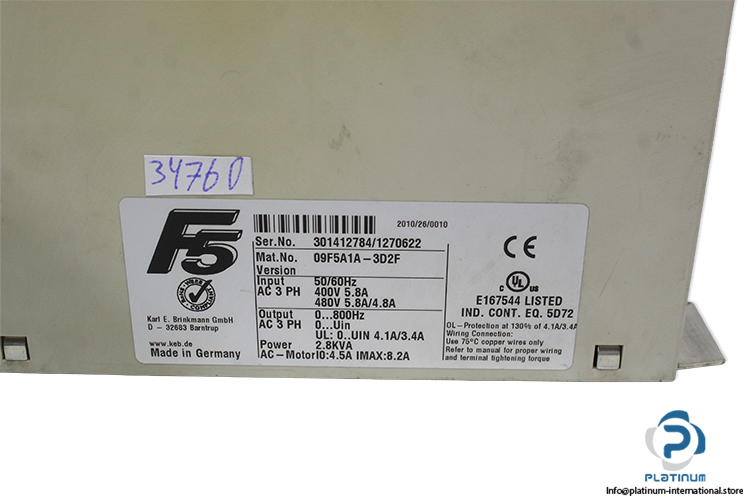 34760
F5
2010/26/0010
Ser.No. 301412784/1270622
Mat.No. 09F5A1A-3D2F
Version
Input 50/60Hz
AC 3 PH 400V 5.8A
480V 5.8A/4.8A
Output 0...800Hz
AC 3 PH 0...Uin
UL: 0..UIN 4.1A/3.4A
Power 2.8KVA
AC-Motor I0:4.5A IMAX:8.2A
Karl E. Brinkmann GmbH
D - 32683 Barntrup
www.keb.de
Made in Germany
CE
C UL US
E167544 LISTED
IND. CONT. EQ. 5D72
OL-Protection at 130% of 4.1A/3.4A
Wiring Connection:
Use 75°C copper wires only
Refer to manual for proper wiring
and terminal tightening torque
PLATINUM
Info@platinum-international.store